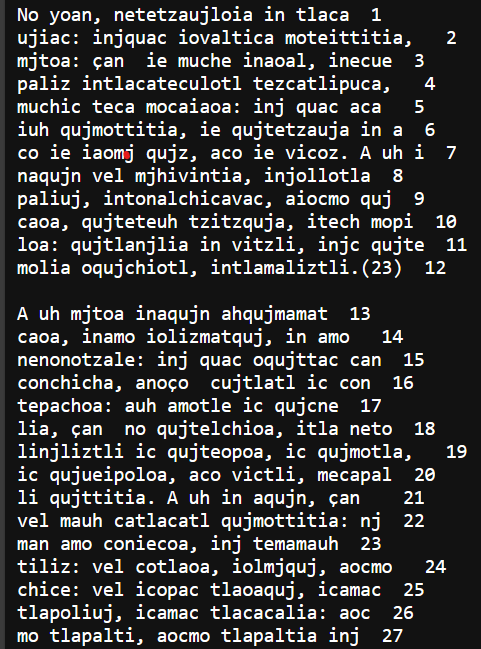 No yoan, netetzaujloia in tlaca 1
ujiac: injquac iovaltica moteittitia, 2
mjtoa: çan ie muche inaoal, inecue 3
paliz intlacateculotl tezcatlipuca, 4
muchic teca mocaiaoa: inj quac aca 5
iuh qujmottitia, ie qujtetzauja in a 6
co ie iaomj qujz, aco ie vicoz. A uh i 7
naqujn vel mjhivintia, injollotla 8
paliuj, intonalchicavac, aiocmo quj 9
caoa, qujteteuh tzitzquja, itech mopi 10
loa: qujtlanjlia in vitzli, injc qujte 11
molia oqujchiotl, intlamaliztli.(23) 12
A uh mjtoa inaqujn ahqujmamat 13
caoa, inamo iolizmatquj, in amo 14
nenonotzale: inj quac oqujttac can 15
conchicha, anoço cujtlatl ic con 16
tepachoa: auh amotle ic qujcne 17
lia, çan no qujtelchioa, itla neto 18
linjliztli ic qujteopoa, ic qujmotla, 19
ic qujueipoloa, aco victli, mecapal 20
li qujttitia. A uh in aqujn, çan 21
vel mauh catlacatl qujmottitia: nj 22
man amo coniecoa, inj temamauh 23
tiliz: vel cotlaoa, iolmjquj, aocmo 24
chice: vel icopac tlaoaquj, icamac 25
tlapoliuj, icamac tlacacalia: aoc 26
mo tlapalti, aocmo tlapaltia inj 27